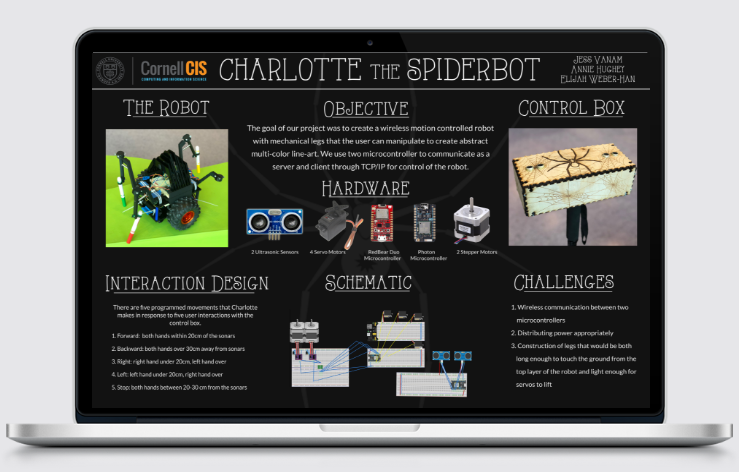 Cornell CIS
COMPUTING AND INFORMATION SCIENCE
CHARLOTTE THE SPIDERBOT
JESS VANAM
ANNIE HUGHEY
ELIJAH WEBER-HAN
THE ROBOT
OBJECTIVE
The goal of our project was to create a wireless motion controlled robot
with mechanical legs that the user can manipulate to create abstract
multi-color line-art. We use two microcontroller to communicate as a
server and client through TCP/IP for control of the robot.
CONTROL BOX
HARDWARE
2 Ultrasonic Sensors
4 Servo Motors
RedBear Duo
Microcontroller
Photon
Microcontroller
2 Stepper Motors
INTERACTION DESIGN
There are five programmed movements that Charlotte
makes in response to five user interactions with the
control box.
1. Forward: both hands within 20cm of the sonars
2. Backward: both hands over 30cm away from sonars
3. Right: right hand under 20cm, left hand over
4. Left: left hand under 20cm, right hand over
5. Stop: both hands between 20-30 cm from the sonars
SCHEMATIC
CHALLENGES
1. Wireless communication between two
microcontrollers
2. Distributing power appropriately
3. Construction of legs that would be both
long enough to touch the ground from the
top layer of the robot and light enough for
servos to lift